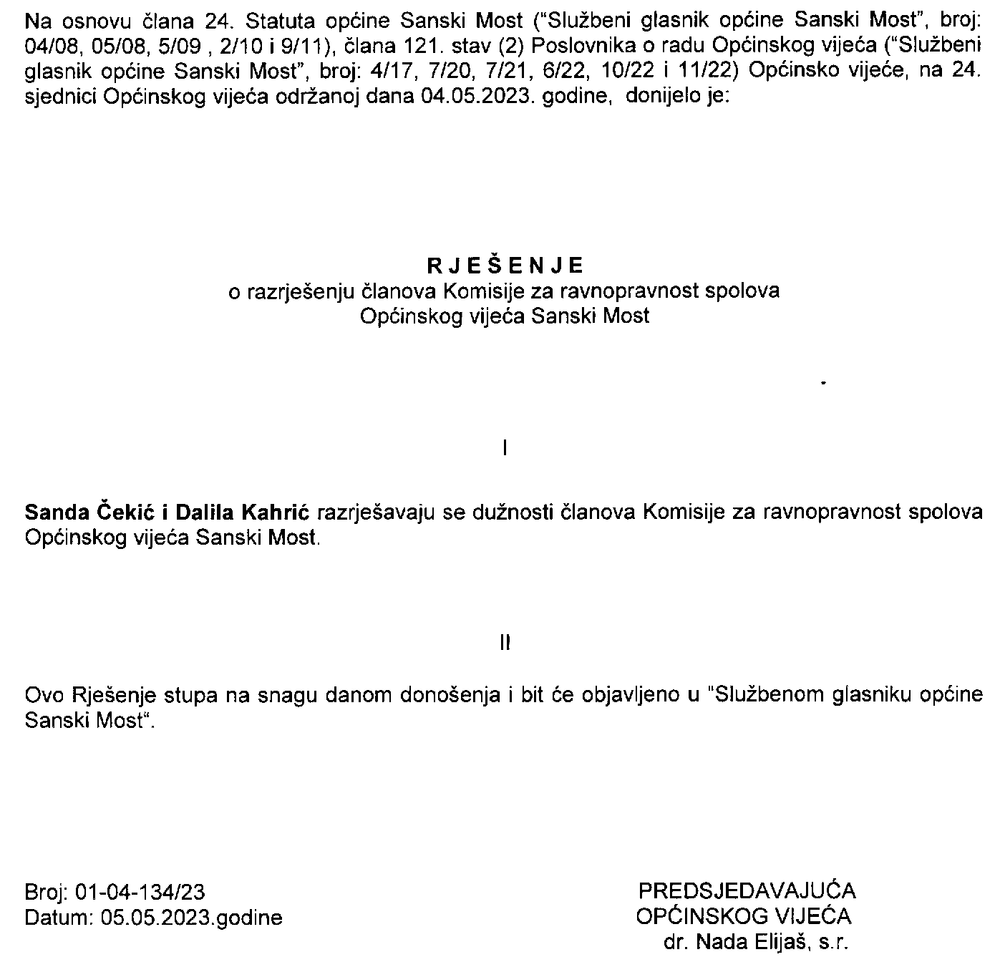 Na osnovu člana 24. Statuta općine Sanski Most (“Službeni glasnik općine Sanski Most”, broj:
04/08, 05/08, 5/09 , 2/10 i 9/11), člana 121. stav (2) Poslovnika o radu Općinskog vijeća (“Službeni
glasnik općine Sanski Most”, broj: 4/17, 7/20, 7/21, 6/22, 10/22 i 11/22) Općinsko vijeće, na 24.
sjednici Općinskog vijeća održanoj dana 04.05.2023. godine, donijelo je:
R J E Š E N J E
o razrješenju članova Komisije za ravnopravnost spolova
Općinskog vijeća Sanski Most
I
Sanda Čekić i Dalila Kahrić razrješavaju se dužnosti članova Komisije za ravnopravnost spolova
Općinskog vijeća Sanski Most.
II
Ovo Rješenje stupa na snagu danom donošenja i bit će objavljeno u "Službenom glasniku općine
Sanski Most“.
Broj: 01-04-134/23
Datum: 05.05.2023.godine
PREDSJEDAVAJUĆA
OPĆINSKOG VIJEĆA
dr. Nada Elijaš, s.r.